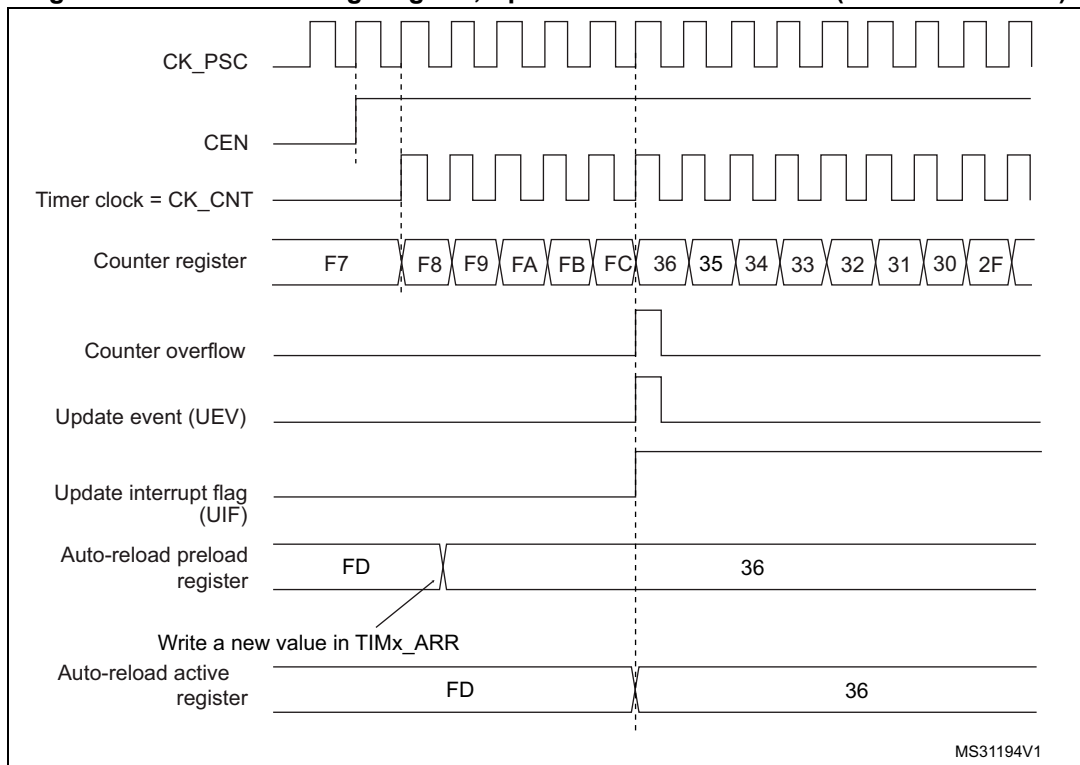 CK_PSC
CEN
Timer clock = CK_CNT
Counter register F7 F8 F9 FA FB FC 36 35 34 33 32 31 30 2F
Counter overflow
Update event (UEV)
Update interrupt flag
(UIF)
Auto-reload preload
register
FD 36
Write a new value in TIMx_ARR
Auto-reload active
register
FD 36
MS31194V1